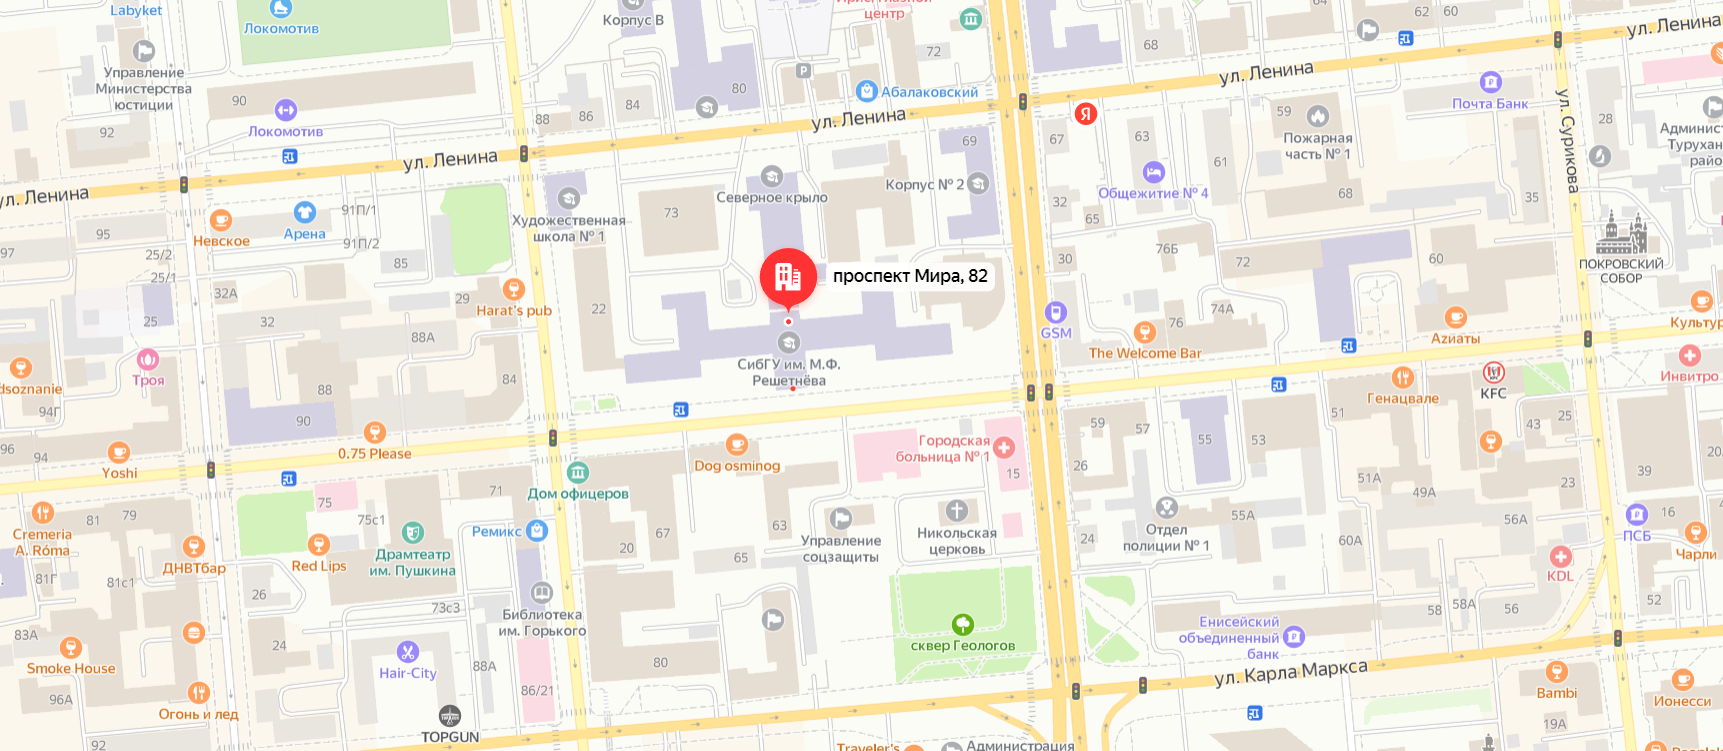 Labyket
Локомотив
Корпус В
центр
72
68
62
60
ул. Ленина
Управление
Министерства
юстиции
90
92
Локомотив
88
86
84
80
P
Абалаковский
ул. Ленина
Почта Банк
59
Пожарная
часть № 1
28
ул. Сурикова
ул. Ленина
ул. Ленина
ул. Ленина
67
Я
63
61
69
Общежитие № 4
Корпус № 2
Северное крыло
Художественная
школа № 1
73
32
65
68
35
95
97
Невское
Арена
91П/1
91П/2
85
25/2
25/1
25
32А
32
29
Harat's pub
проспект Мира, 82
30
76Б
76
74А
60
GSM
The Welcome Bar
Азиаты
ПОКРОВСКИЙ
СОБОР
Культур
Инвитро
KFC
Генацвале
СибГУ им. М.Ф.
Решетнёва
88А
88
84
90
Троя
dsoznanie
94Г
94
96
Yoshi
0.75 Please
Dog osminog
Городская
больница № 1
15
59
57
55
53
51
26
25
23
39
51А
49А
56А
55А
60А
Дом офицеров
71
75
75с1
Ремикс
Драмтеатр
им. Пушкина
Red Lips
ДНВТбар
Cremeria
A. Róma
81
79
81Г
81с1
26
20
67
63
65
Управление
соцзащиты
Никольская
церковь
24
Отдел
полиции № 1
ПСБ
16
Чарли
KDL
52
58
58А
56
Библиотека
им. Горького
73с3
83А
Smoke House
96А
24
Hair-City
88А
86/21
80
сквер Геологов
Енисейский
объединенный
банк
ул. Карла Маркса
Bambi
Ионесси
Огонь и лед
TOPGUN
92
19А
Traveler's
Администрация